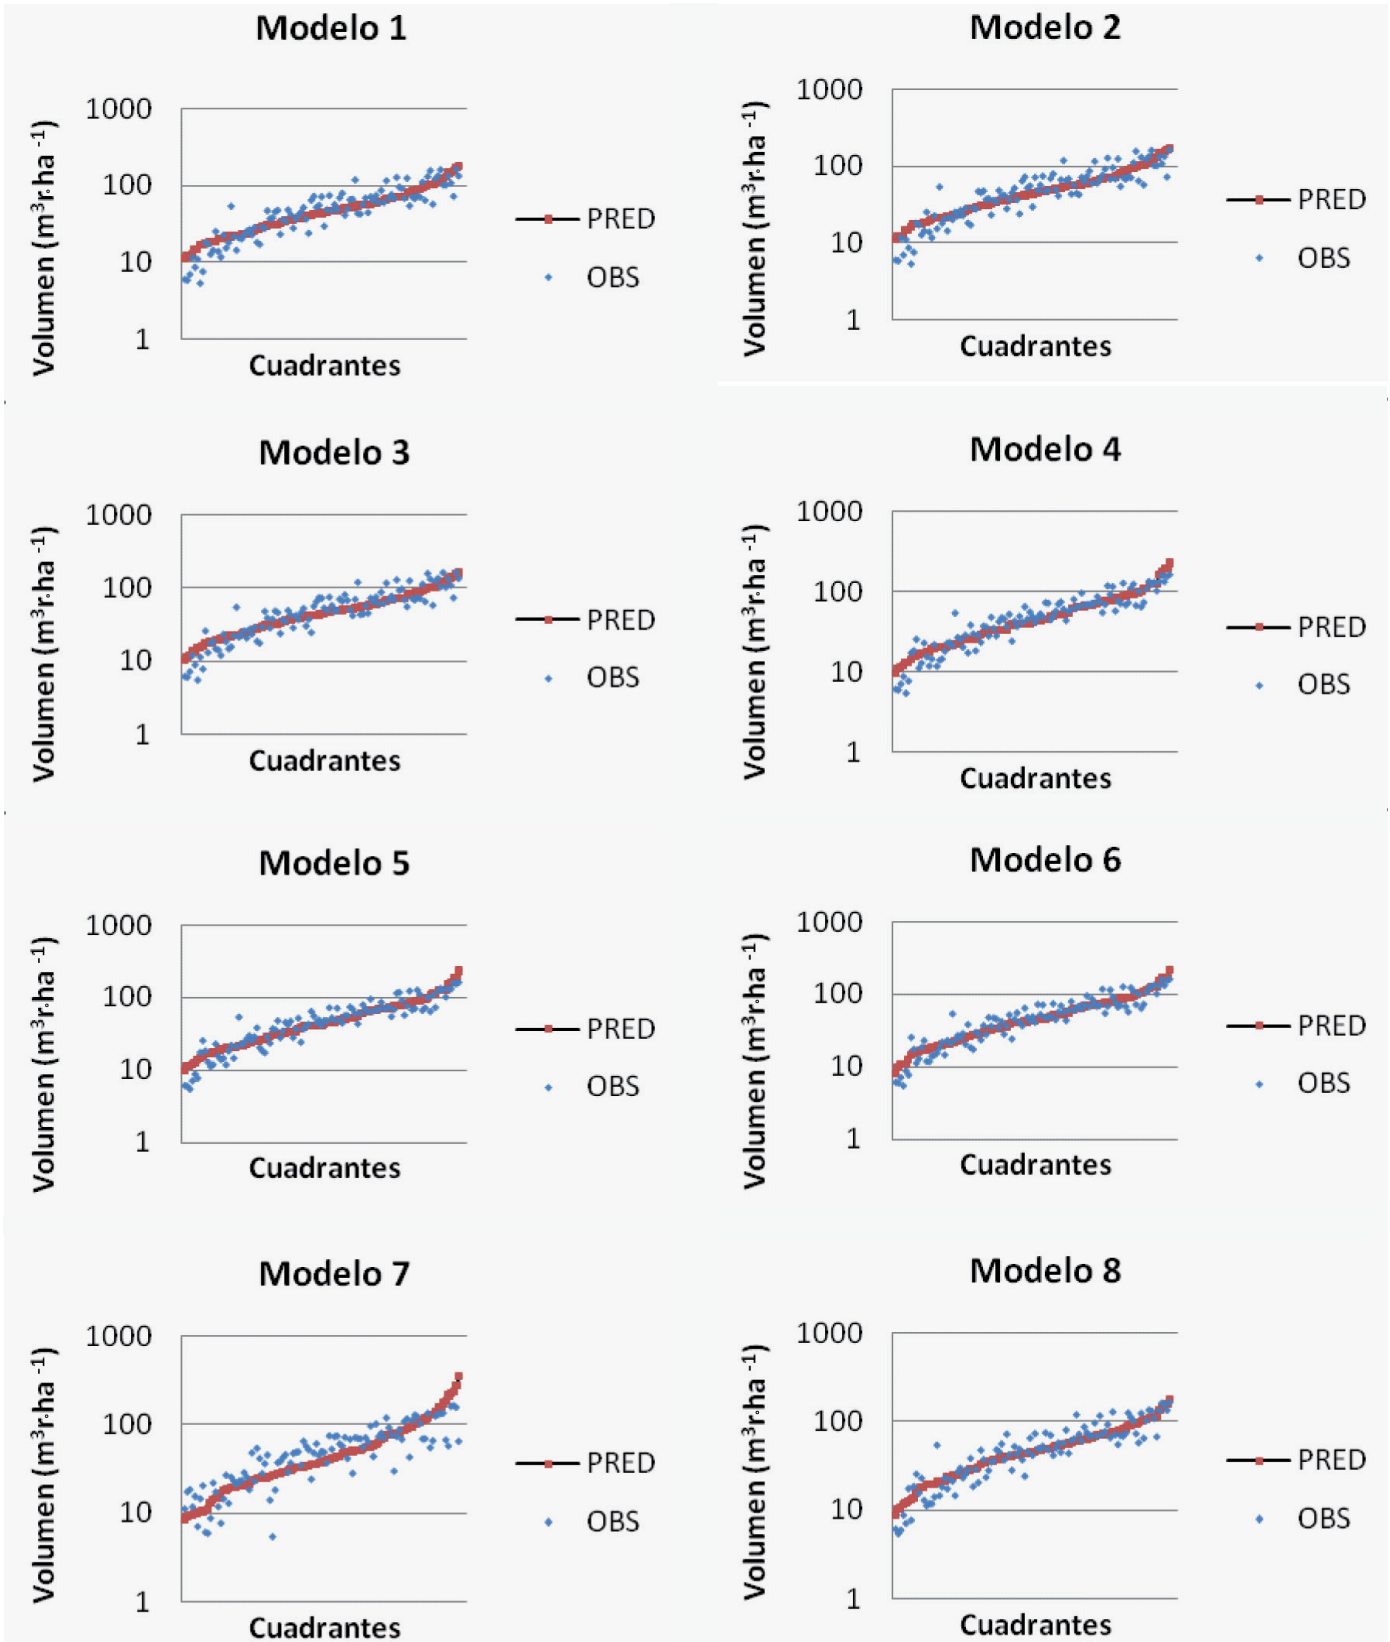 Modelo 1
1000
100
10
1
Volumen (m³r·ha ⁻¹)
Cuadrantes
PRED
OBS
Modelo 2
1000
100
10
1
Volumen (m³r·ha ⁻¹)
Cuadrantes
PRED
OBS
Modelo 3
1000
100
10
1
Volumen (m³r·ha ⁻¹)
Cuadrantes
PRED
OBS
Modelo 4
1000
100
10
1
Volumen (m³r·ha ⁻¹)
Cuadrantes
PRED
OBS
Modelo 5
1000
100
10
1
Volumen (m³r·ha ⁻¹)
Cuadrantes
PRED
OBS
Modelo 6
1000
100
10
1
Volumen (m³r·ha ⁻¹)
Cuadrantes
PRED
OBS
Modelo 7
1000
100
10
1
Volumen (m³r·ha ⁻¹)
Cuadrantes
PRED
OBS
Modelo 8
1000
100
10
1
Volumen (m³r·ha ⁻¹)
Cuadrantes
PRED
OBS